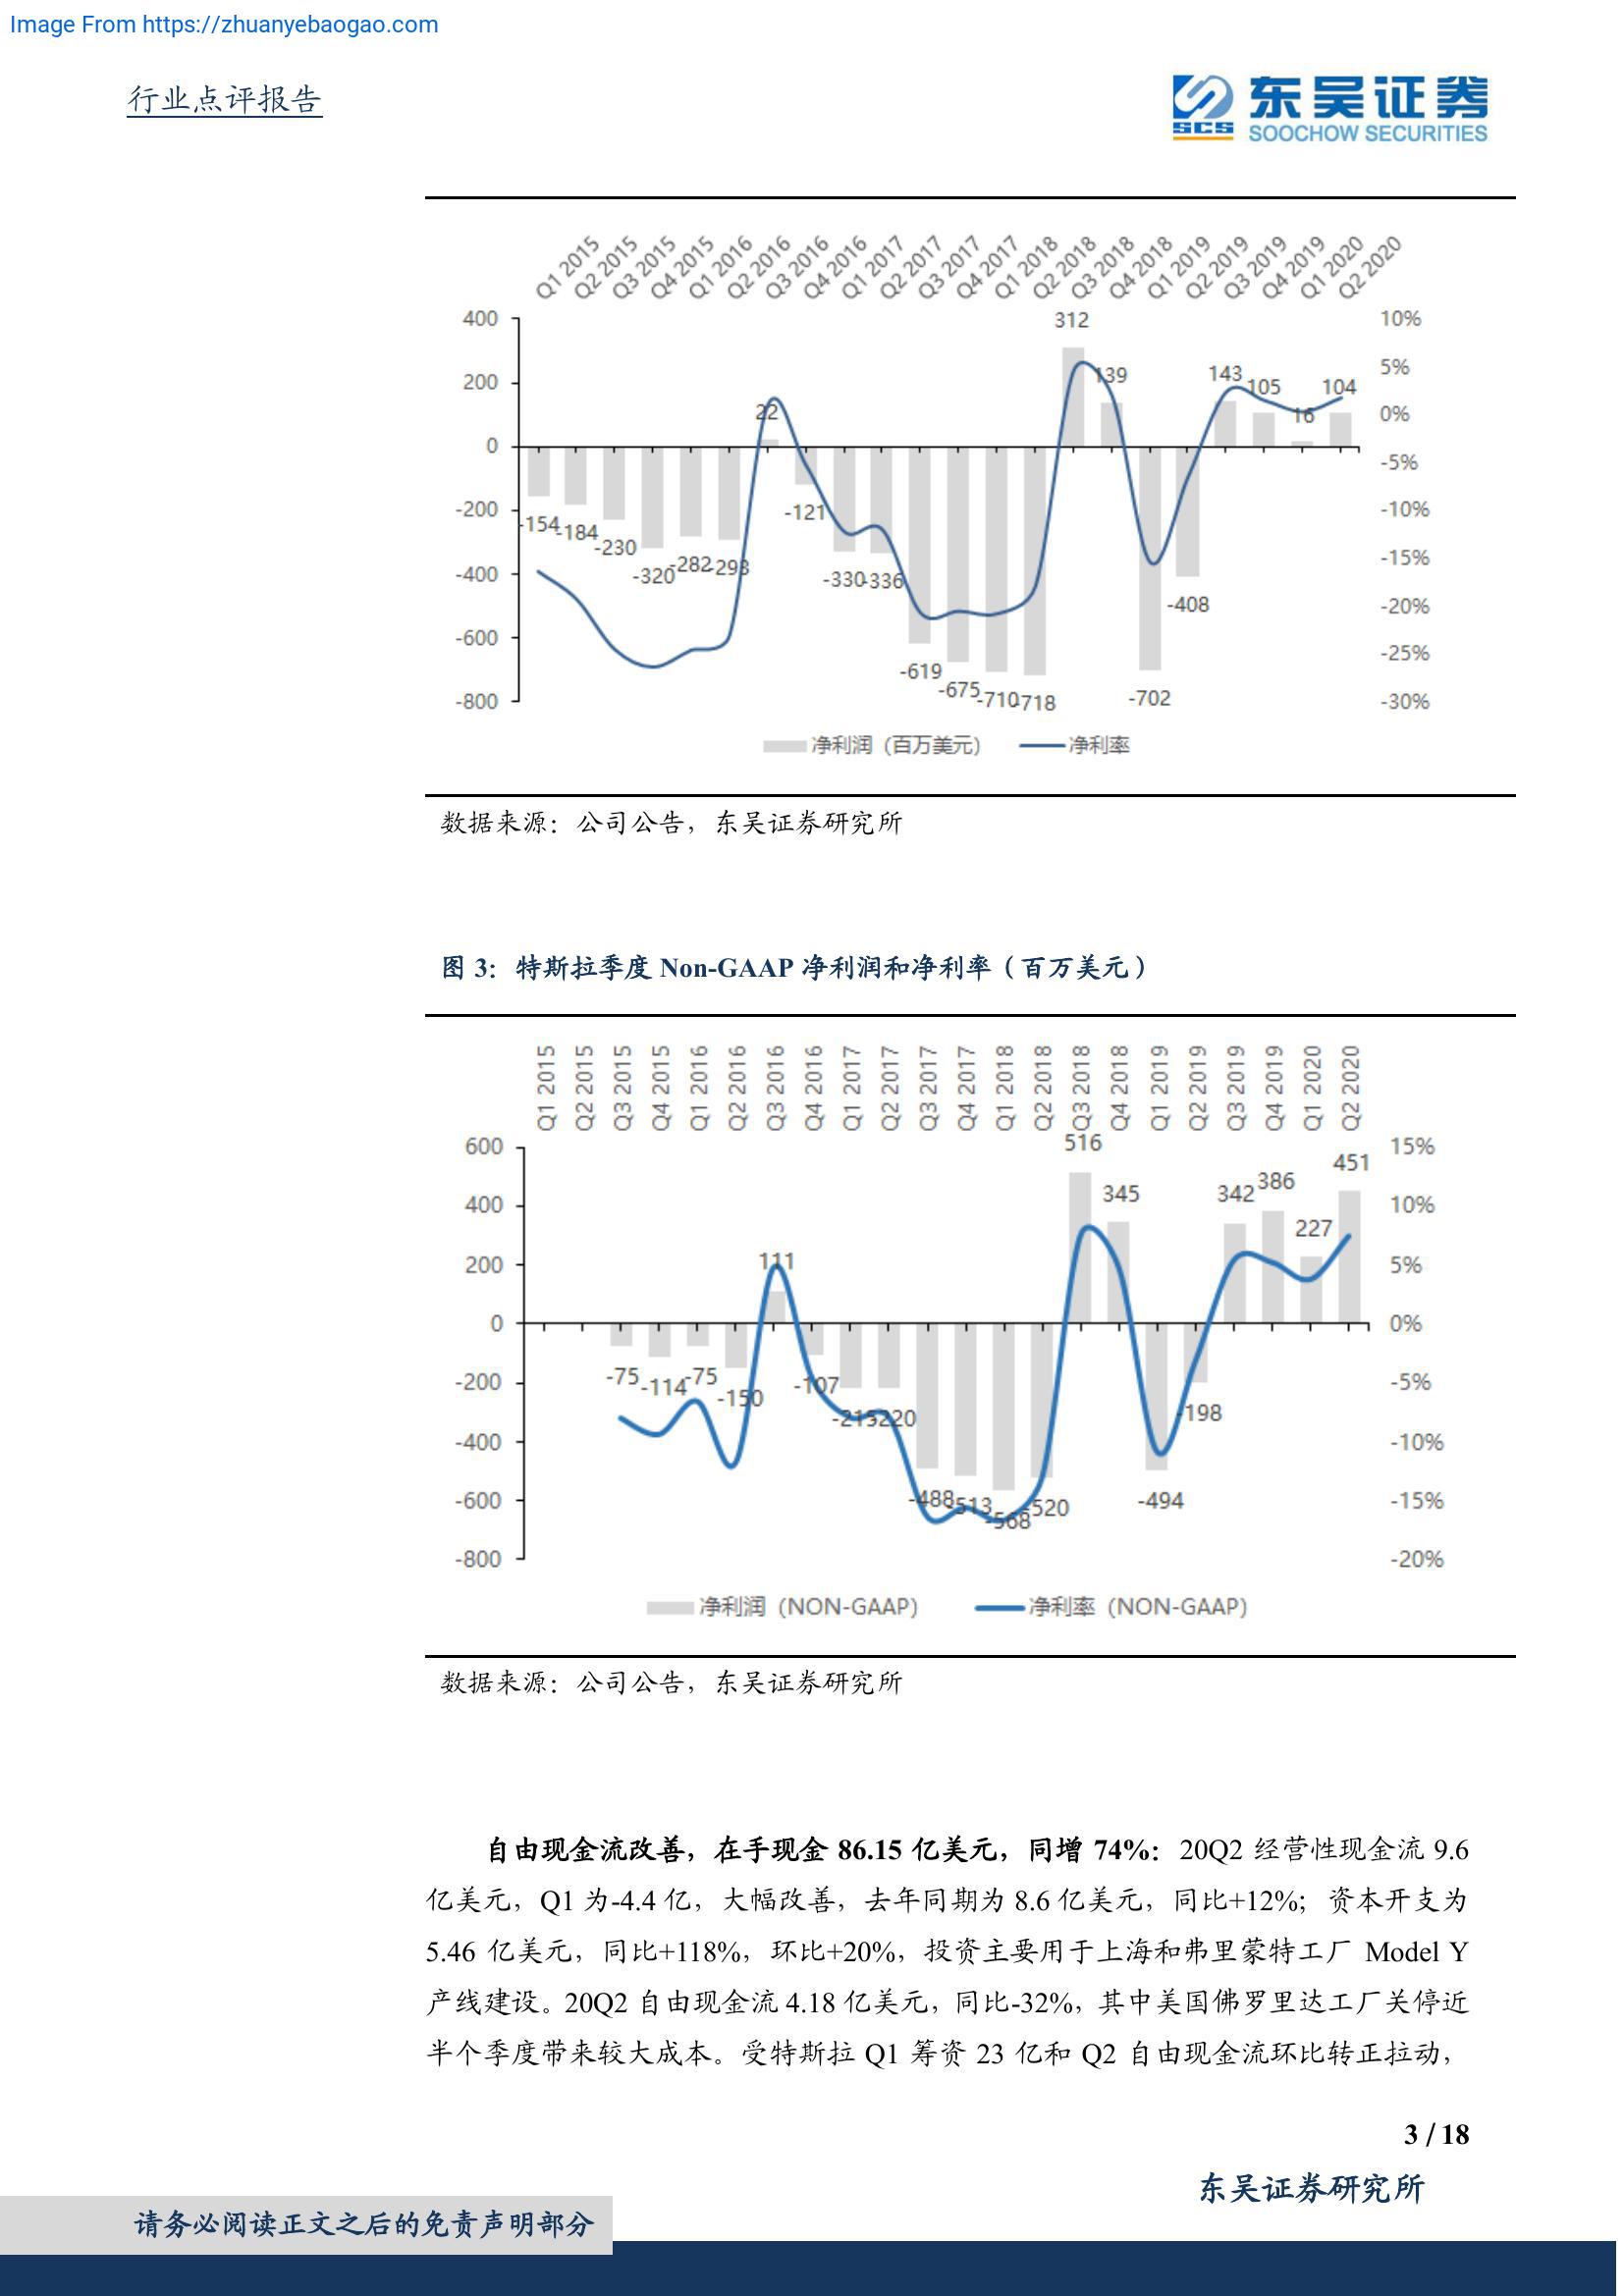 Image From https://zhuanyebaogao.com
行业点评报告
东吴证券
SCS
SOOCHOW SECURITIES
Q1 2015 Q2 2015 Q3 2015 Q4 2015 Q1 2016 Q2 2016 Q3 2016 Q4 2016 Q1 2017 Q2 2017 Q3 2017 Q4 2017 Q1 2018 Q2 2018 Q3 2018 Q4 2018 Q1 2019 Q2 2019 Q3 2019 Q4 2019 Q1 2020 Q2 2020
400 200 0 -200 -400 -600 -800
-154 -184 -230 -320 -282 -293 22 -121 -330 -336 -619 -675 -710 -718 312 139 -702 -408 143 105 16 104
10% 5% 0% -5% -10% -15% -20% -25% -30%
净利润（百万美元） 净利率
数据来源：公司公告，东吴证券研究所
图 3：特斯拉季度 Non-GAAP 净利润和净利率（百万美元）
Q1 2015 Q2 2015 Q3 2015 Q4 2015 Q1 2016 Q2 2016 Q3 2016 Q4 2016 Q1 2017 Q2 2017 Q3 2017 Q4 2017 Q1 2018 Q2 2018 Q3 2018 Q4 2018 Q1 2019 Q2 2019 Q3 2019 Q4 2019 Q1 2020 Q2 2020
600 400 200 0 -200 -400 -600 -800
-75 -114 -75 -150 111 -107 -220 -488 -513 -568 -520 516 345 -494 -198 342 386 227 451
15% 10% 5% 0% -5% -10% -15% -20%
净利润（NON-GAAP） 净利率（NON-GAAP）
数据来源：公司公告，东吴证券研究所
自由现金流改善，在手现金 86.15 亿美元，同增 74%：20Q2 经营性现金流 9.6
亿美元，Q1 为-4.4 亿，大幅改善，去年同期为 8.6 亿美元，同比+12%；资本开支为
5.46 亿美元，同比+118%，环比+20%，投资主要用于上海和弗里蒙特工厂 Model Y
产线建设。20Q2 自由现金流 4.18 亿美元，同比-32%，其中美国佛罗里达工厂关停近
半个季度带来较大成本。受特斯拉 Q1 筹资 23 亿和 Q2 自由现金流环比转正拉动，
3 / 18
东吴证券研究所
请务必阅读正文之后的免责声明部分